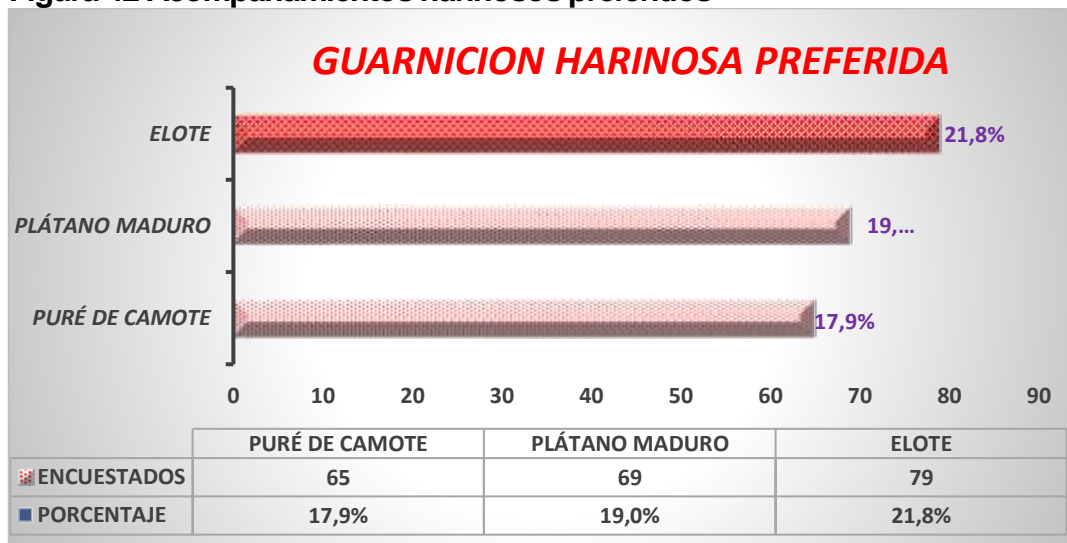 GUARNICION HARINOSA PREFERIDA
ELOTE
21,8%
PLÁTANO MADURO
19,...
PURÉ DE CAMOTE
17,9%
0 10 20 30 40 50 60 70 80 90
PURÉ DE CAMOTE PLÁTANO MADURO ELOTE
ENCUESTADOS 65 69 79
PORCENTAJE 17,9% 19,0% 21,8%